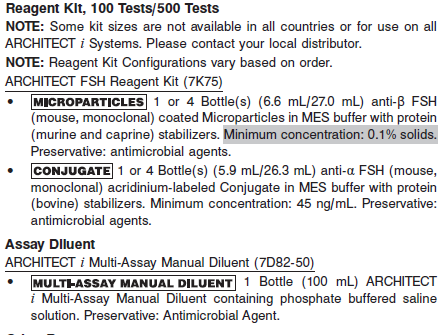 Reagent Kit, 100 Tests/500 Tests
NOTE: Some kit sizes are not available in all countries or for use on all
ARCHITECT i Systems. Please contact your local distributor.
NOTE: Reagent Kit Configurations vary based on order.
ARCHITECT FSH Reagent Kit (7K75)
• MICROPARTICLES 1 or 4 Bottle(s) (6.6 mL/27.0 mL) anti-β FSH
(mouse, monoclonal) coated Microparticles in MES buffer with protein
(murine and caprine) stabilizers. Minimum concentration: 0.1% solids.
Preservative: antimicrobial agents.
• CONJUGATE 1 or 4 Bottle(s) (5.9 mL/26.3 mL) anti-α FSH (mouse,
monoclonal) acridinium-labeled Conjugate in MES buffer with protein
(bovine) stabilizers. Minimum concentration: 45 ng/mL. Preservative:
antimicrobial agents.
Assay Diluent
ARCHITECT i Multi-Assay Manual Diluent (7D82-50)
• MULTI-ASSAY MANUAL DILUENT 1 Bottle (100 mL) ARCHITECT
i Multi-Assay Manual Diluent containing phosphate buffered saline
solution. Preservative: Antimicrobial Agent.